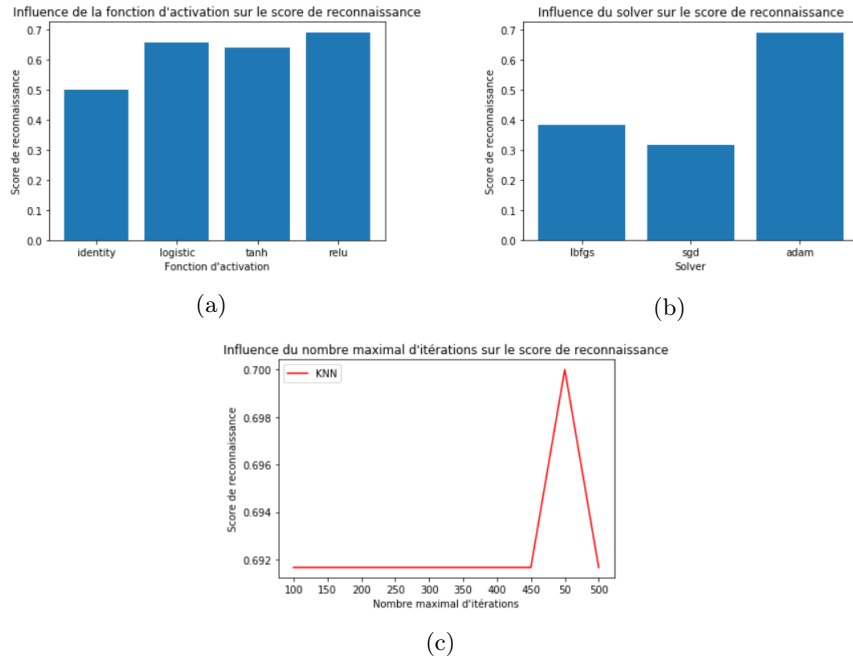 Influence de la fonction d'activation sur le score de reconnaissance
Score de reconnaissance
0.7
0.6
0.5
0.4
0.3
0.2
0.1
0.0
identity logistic tanh relu
Fonction d'activation
(a)
Influence du solver sur le score de reconnaissance
Score de reconnaissance
0.7
0.6
0.5
0.4
0.3
0.2
0.1
0.0
lbfgs sgd adam
Solver
(b)
Influence du nombre maximal d'itérations sur le score de reconnaissance
KNN
Score de reconnaissance
0.700
0.698
0.696
0.694
0.692
100 150 200 250 300 350 400 450 50 500
Nombre maximal d'itérations
(c)